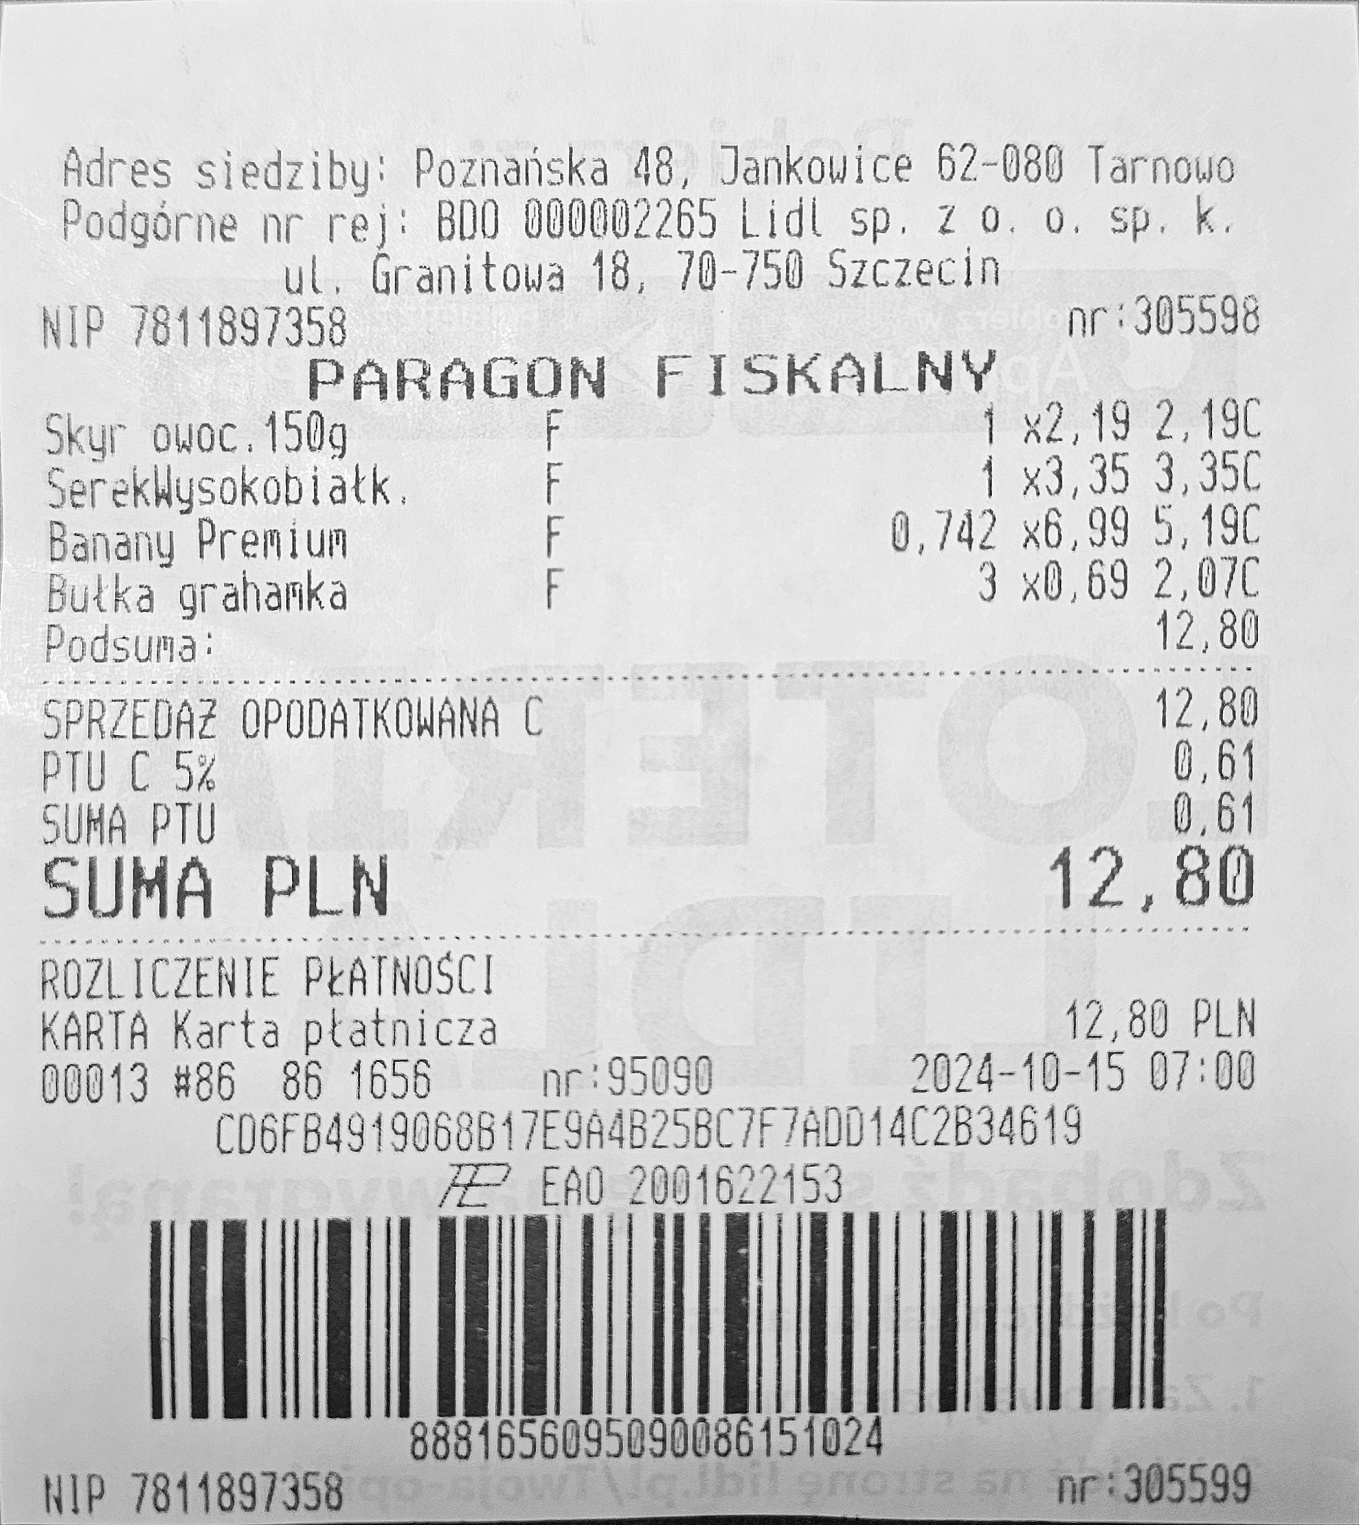 Adres siedziby: Poznańska 48, Jankowice 62-080 Tarnowo
Podgórne nr rej: BDO 000002265 Lidl sp. z o. o. sp. k.
ul. Granitowa 18, 70-750 Szczecin
NIP 7811897358 nr:305598
PARAGON FISKALNY
Skyr owoc.150g F 1 x2,19 2,19C
SerekWysokobiałk. F 1 x3,35 3,35C
Banany Premium F 0,742 x6,99 5,19C
Bułka grahamka F 3 x0,69 2,07C
Podsuma: 12,80
SPRZEDAŻ OPODATKOWANA C 12,80
PTU C 5% 0,61
SUMA PTU 0,61
SUMA PLN 12,80
ROZLICZENIE PŁATNOŚCI
KARTA Karta płatnicza 12,80 PLN
00013 #86 86 1656 nr:95090 2024-10-15 07:00
CD6FB4919068B17E9A4B25BC7F7ADD14C2B34619
EAO 2001622153
8881656095090086151024
NIP 7811897358 nr:305599